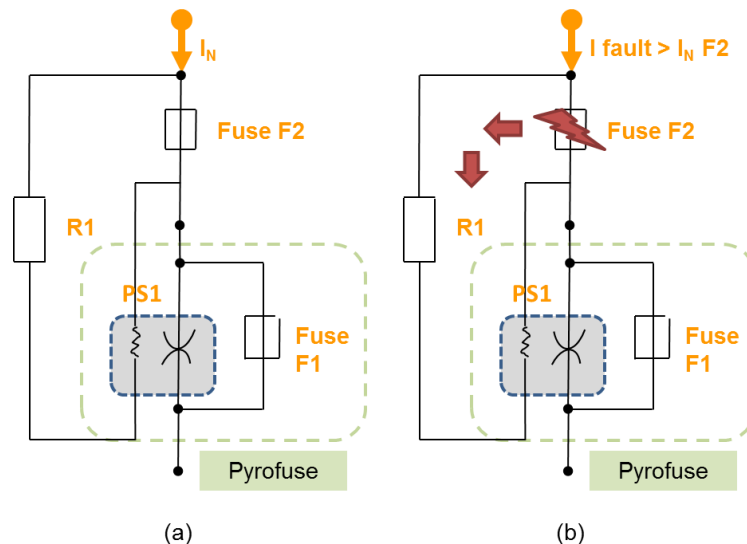 I_N
Fuse F2
R1
PS1
Fuse
F1
Pyrofuse
(a)
I fault > I_N F2
Fuse F2
R1
PS1
Fuse
F1
Pyrofuse
(b)